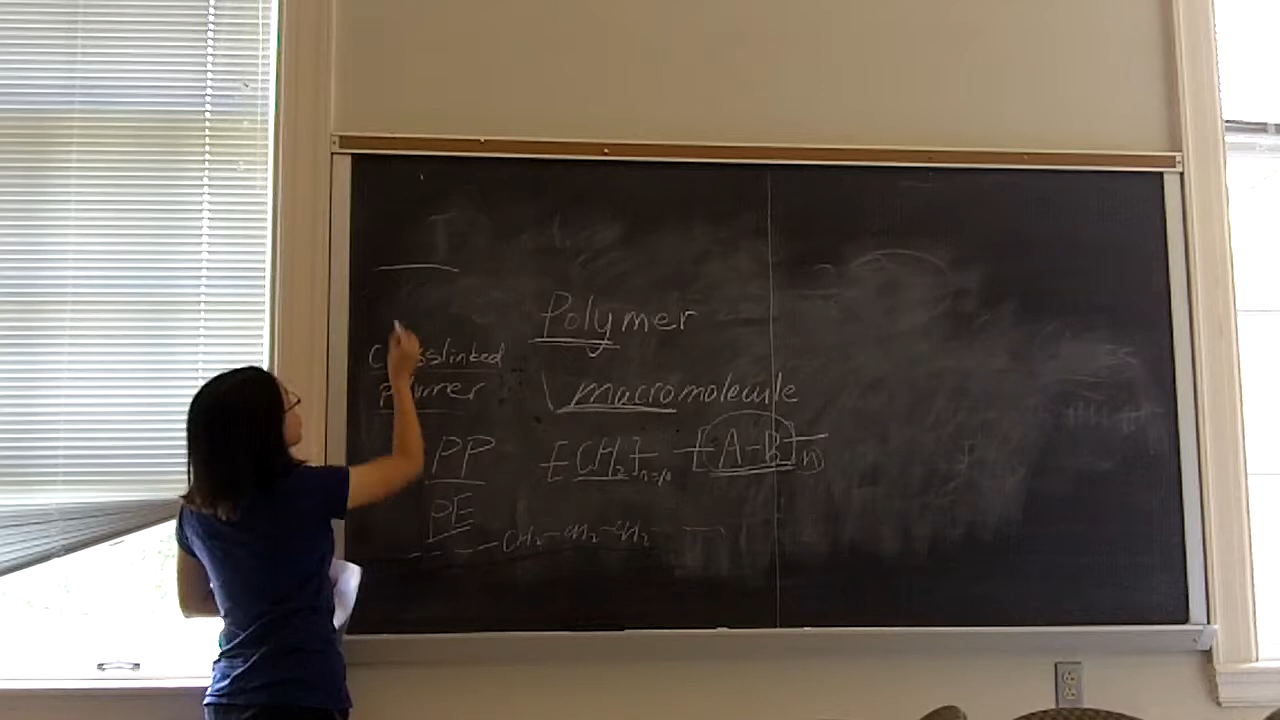 Polymer
Crosslinked
Polymer
macromolecule
PP
[CH₂]n=10
[A-B]n
PE
-CH₂-CH₂-CH₂